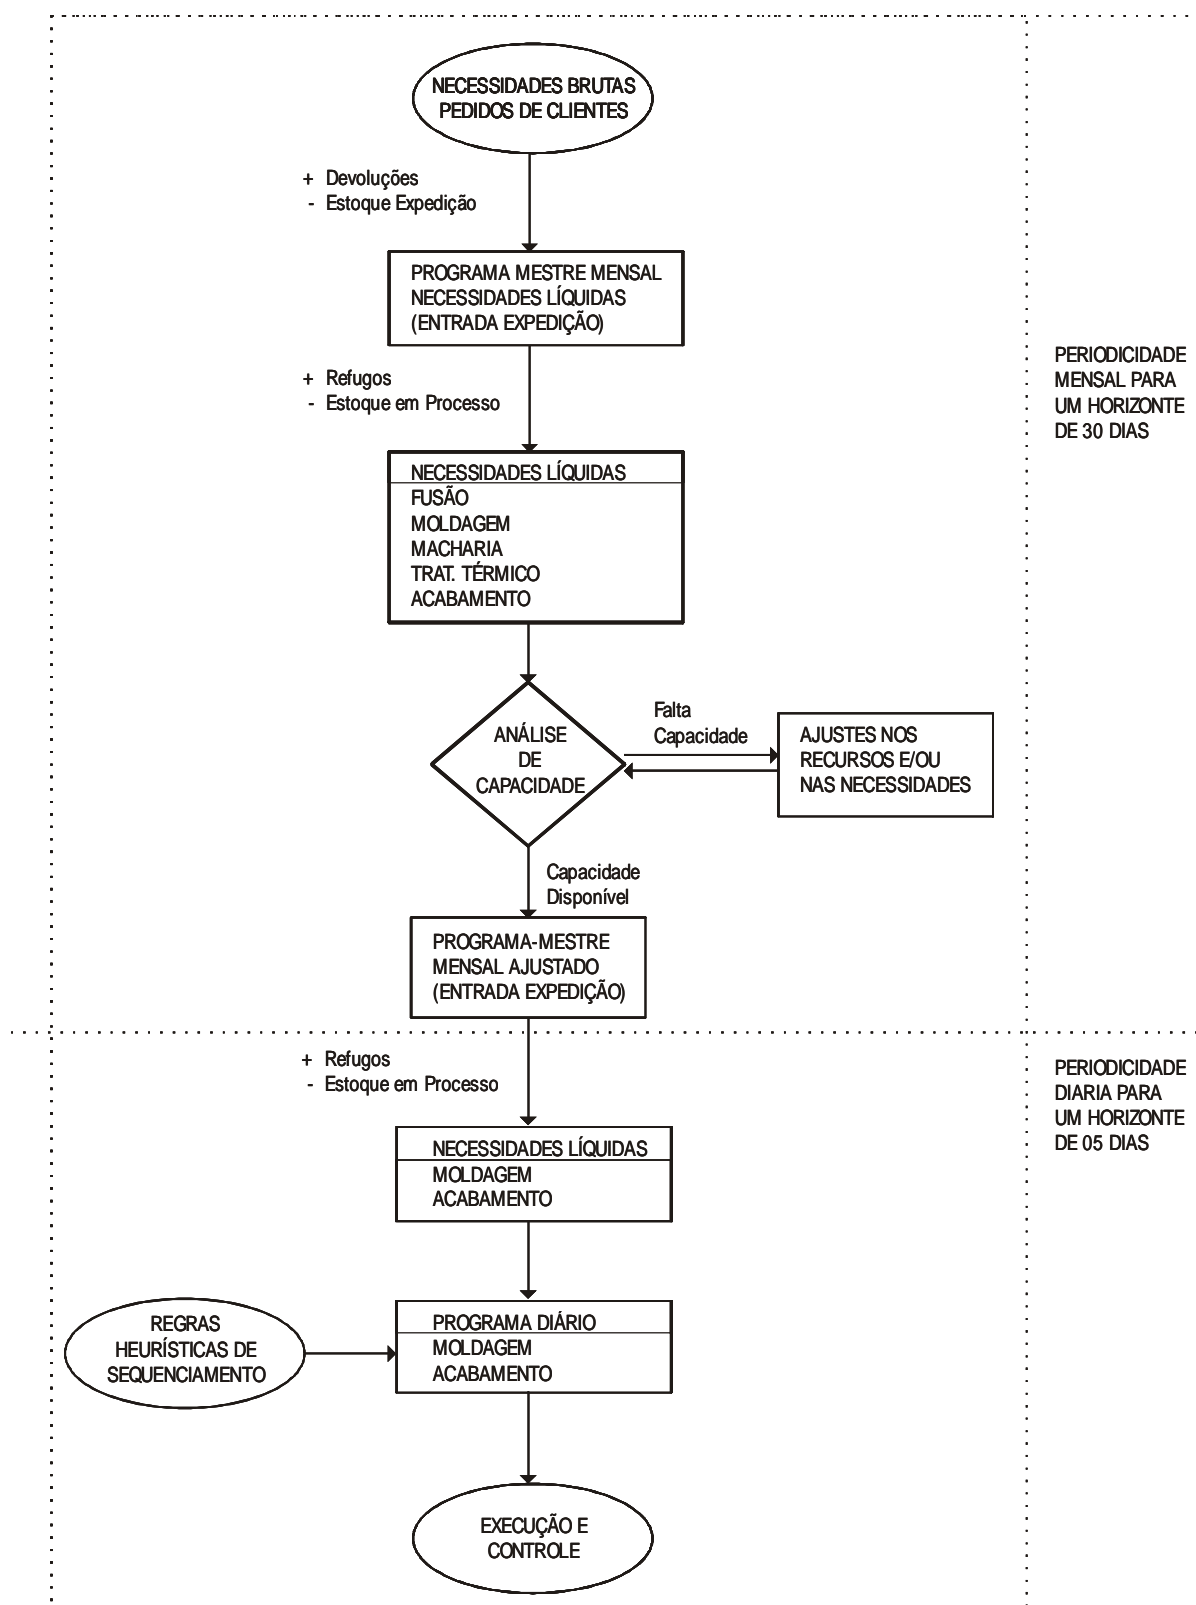 NECESSIDADES BRUTAS
PEDIDOS DE CLIENTES
+ Devoluções
- Estoque Expedição
PROGRAMA MESTRE MENSAL
NECESSIDADES LÍQUIDAS
(ENTRADA EXPEDIÇÃO)
PERIODICIDADE
MENSAL PARA
UM HORIZONTE
DE 30 DIAS
+ Refugos
- Estoque em Processo
NECESSIDADES LÍQUIDAS
FUSÃO
MOLDAGEM
MACHARIA
TRAT. TÉRMICO
ACABAMENTO
ANÁLISE
DE
CAPACIDADE
Falta
Capacidade
AJUSTES NOS
RECURSOS E/OU
NAS NECESSIDADES
Capacidade
Disponível
PROGRAMA-MESTRE
MENSAL AJUSTADO
(ENTRADA EXPEDIÇÃO)
+ Refugos
- Estoque em Processo
PERIODICIDADE
DIARIA PARA
UM HORIZONTE
DE 05 DIAS
NECESSIDADES LÍQUIDAS
MOLDAGEM
ACABAMENTO
REGRAS
HEURÍSTICAS DE
SEQUENCIAMENTO
PROGRAMA DIÁRIO
MOLDAGEM
ACABAMENTO
EXECUÇÃO E
CONTROLE